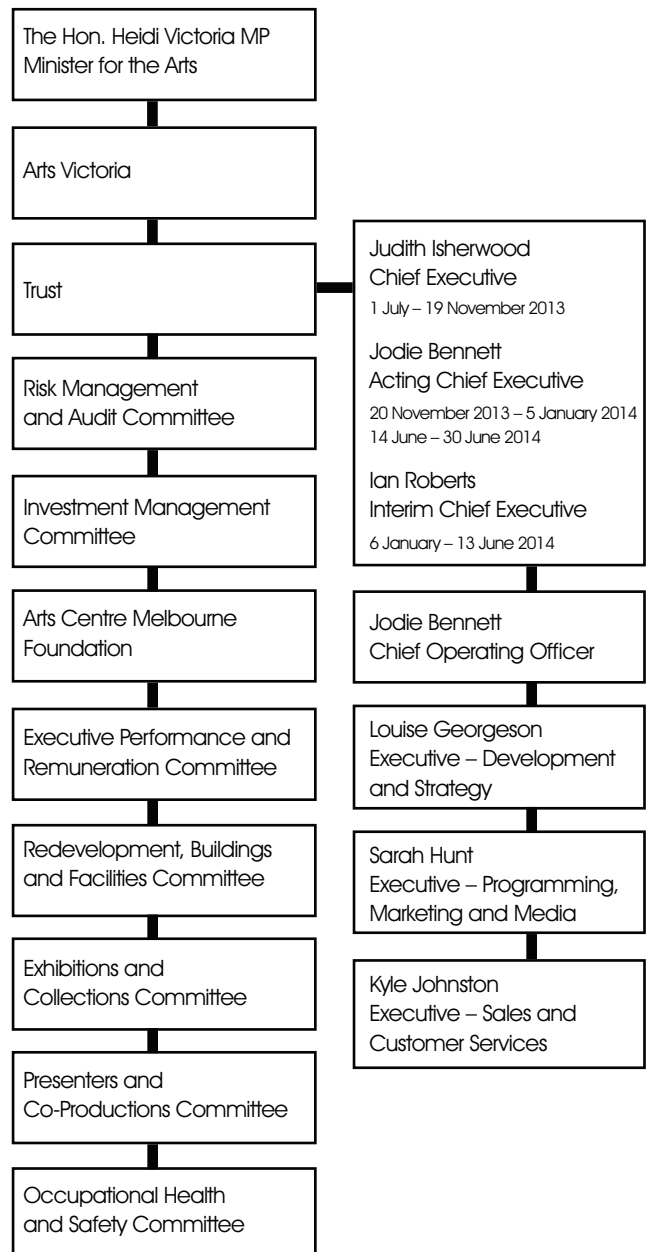 The Hon. Heidi Victoria MP
Minister for the Arts
Arts Victoria
Trust
Risk Management
and Audit Committee
Investment Management
Committee
Arts Centre Melbourne
Foundation
Executive Performance and
Remuneration Committee
Redevelopment, Buildings
and Facilities Committee
Exhibitions and
Collections Committee
Presenters and
Co-Productions Committee
Occupational Health
and Safety Committee
Judith Isherwood
Chief Executive
1 July – 19 November 2013
Jodie Bennett
Acting Chief Executive
20 November 2013 – 5 January 2014
14 June – 30 June 2014
Ian Roberts
Interim Chief Executive
6 January – 13 June 2014
Jodie Bennett
Chief Operating Officer
Louise Georgeson
Executive – Development
and Strategy
Sarah Hunt
Executive – Programming,
Marketing and Media
Kyle Johnston
Executive – Sales and
Customer Services